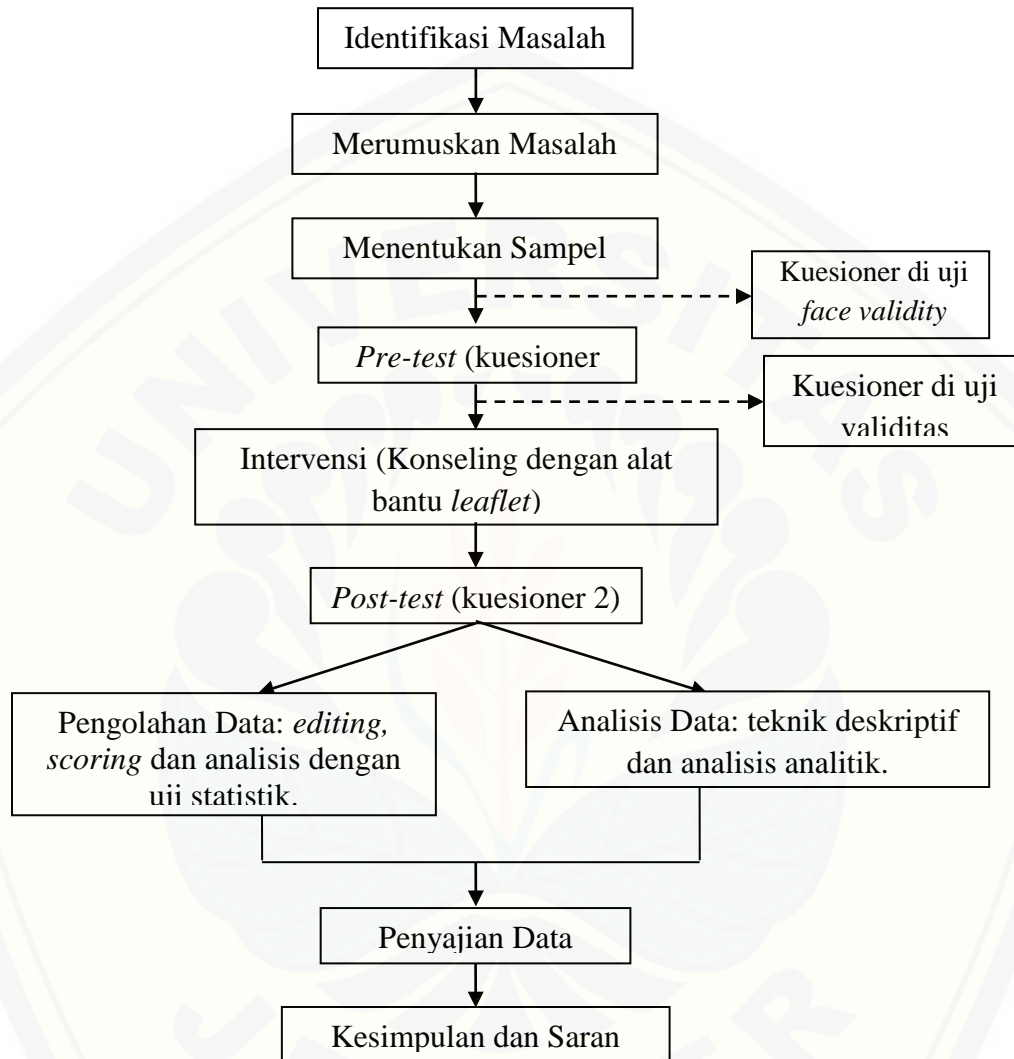 Identifikasi Masalah
Merumuskan Masalah
Menentukan Sampel
Kuesioner di uji
face validity
Pre-test (kuesioner
Kuesioner di uji
validitas
Intervensi (Konseling dengan alat
bantu leaflet)
Post-test (kuesioner 2)
Pengolahan Data: editing,
scoring dan analisis dengan
uji statistik.
Analisis Data: teknik deskriptif
dan analisis analitik.
Penyajian Data
Kesimpulan dan Saran
UNIVERSITAS